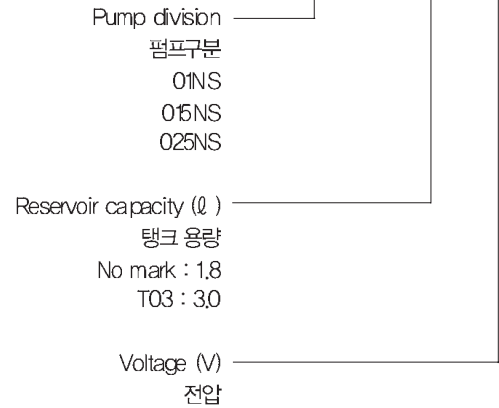 Pump division
펌프구분
01NS
015NS
025NS
Reservoir capacity (ℓ)
탱크 용량
No mark : 1.8
T03 : 3.0
Voltage (V)
전압